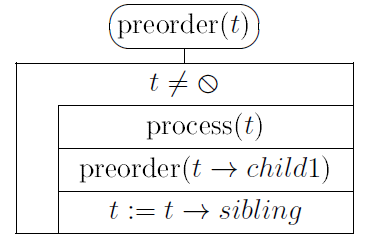 preorder(t)
t ≠ ⦸
process(t)
preorder(t → child1)
t := t → sibling